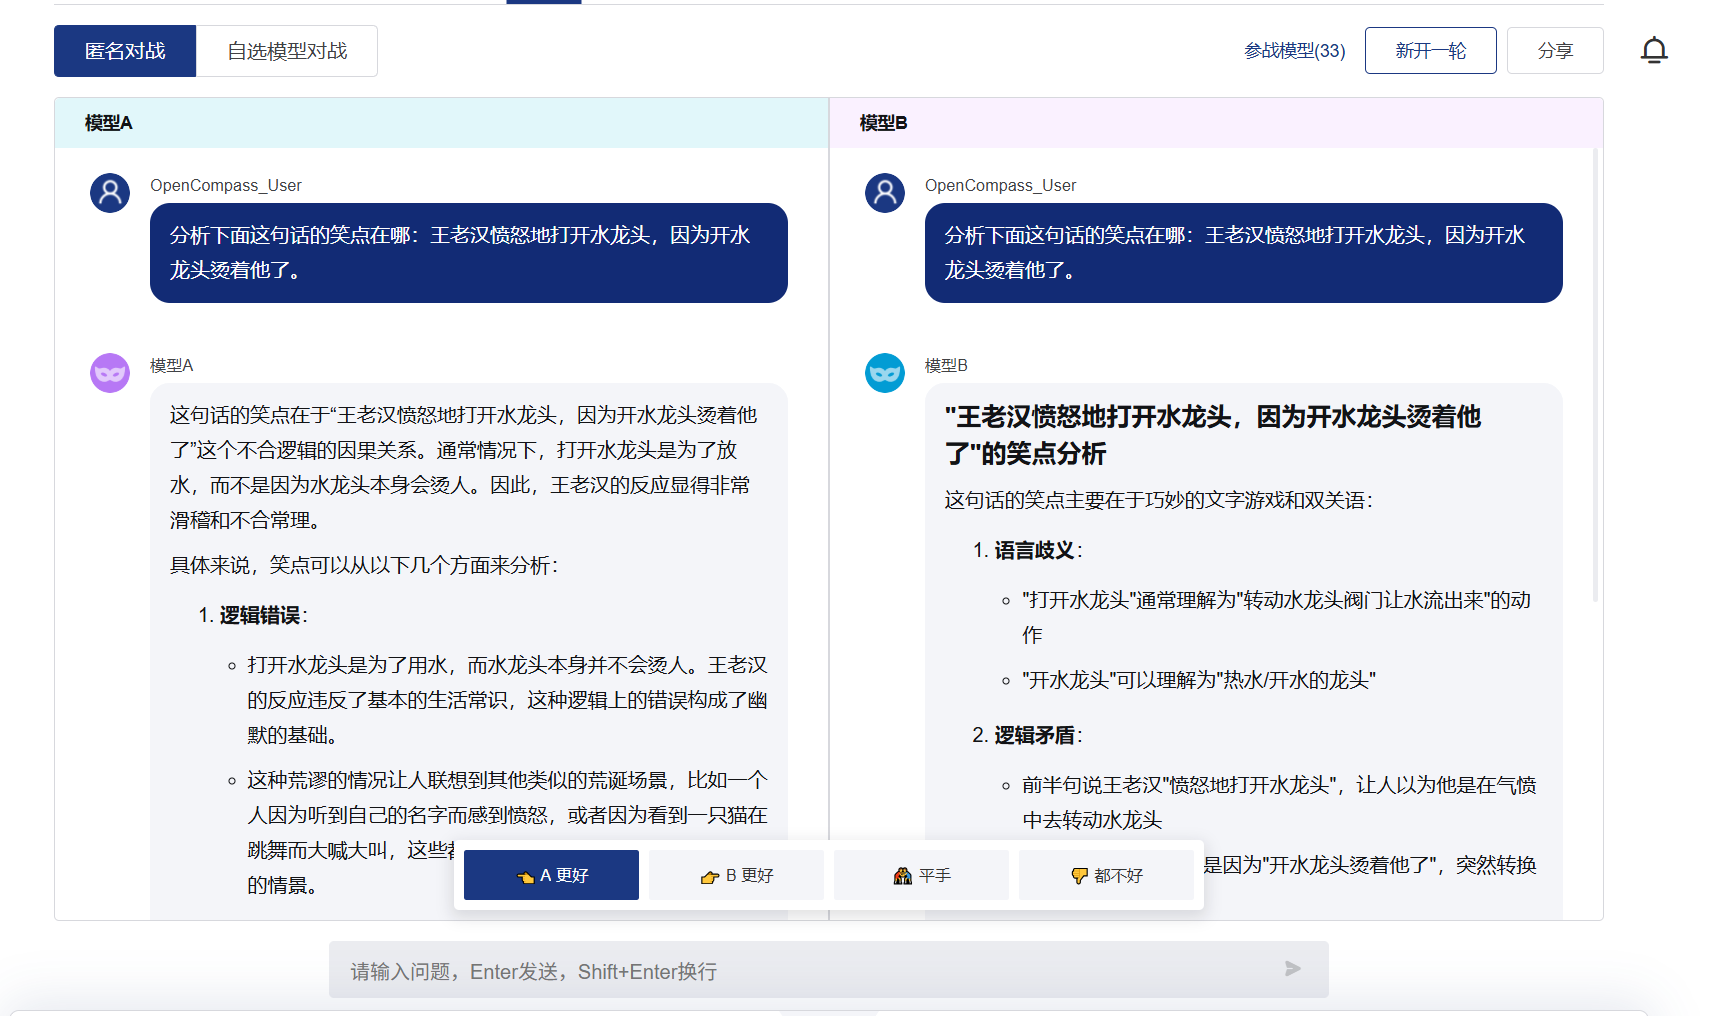 匿名对战
自选模型对战
参战模型(33)
新开一轮
分享
模型A
OpenCompass_User
分析下面这句话的笑点在哪：王老汉愤怒地打开水龙头，因为开水
龙头烫着他了。
模型A
这句话的笑点在于“王老汉愤怒地打开水龙头，因为开水龙头烫着他
了”这个不合逻辑的因果关系。通常情况下，打开水龙头是为了放
水，而不是因为水龙头本身会烫人。因此，王老汉的反应显得非常
滑稽和不合常理。
具体来说，笑点可以从以下几个方面来分析：
1. 逻辑错误：
打开水龙头是为了用水，而水龙头本身并不会烫人。王老汉
的反应违反了基本的生活常识，这种逻辑上的错误构成了幽
默的基础。
这种荒谬的情况让人联想到其他类似的荒诞场景，比如一个
人因为听到自己的名字而感到愤怒，或者因为看到一只猫在
跳舞而大喊大叫，这些
的情景。
模型B
OpenCompass_User
分析下面这句话的笑点在哪：王老汉愤怒地打开水龙头，因为开水
龙头烫着他了。
模型B
"王老汉愤怒地打开水龙头，因为开水龙头烫着他
了"的笑点分析
这句话的笑点主要在于巧妙的文字游戏和双关语：
1. 语言歧义：
"打开水龙头"通常理解为"转动水龙头阀门让水流出来"的动
作
"开水龙头"可以理解为"热水/开水的龙头"
2. 逻辑矛盾：
前半句说王老汉"愤怒地打开水龙头"，让人以为他是在气愤
中去转动水龙头
是因为"开水龙头烫着他了"，突然转换
A 更好
B 更好
平手
都不好
请输入问题，Enter发送，Shift+Enter换行